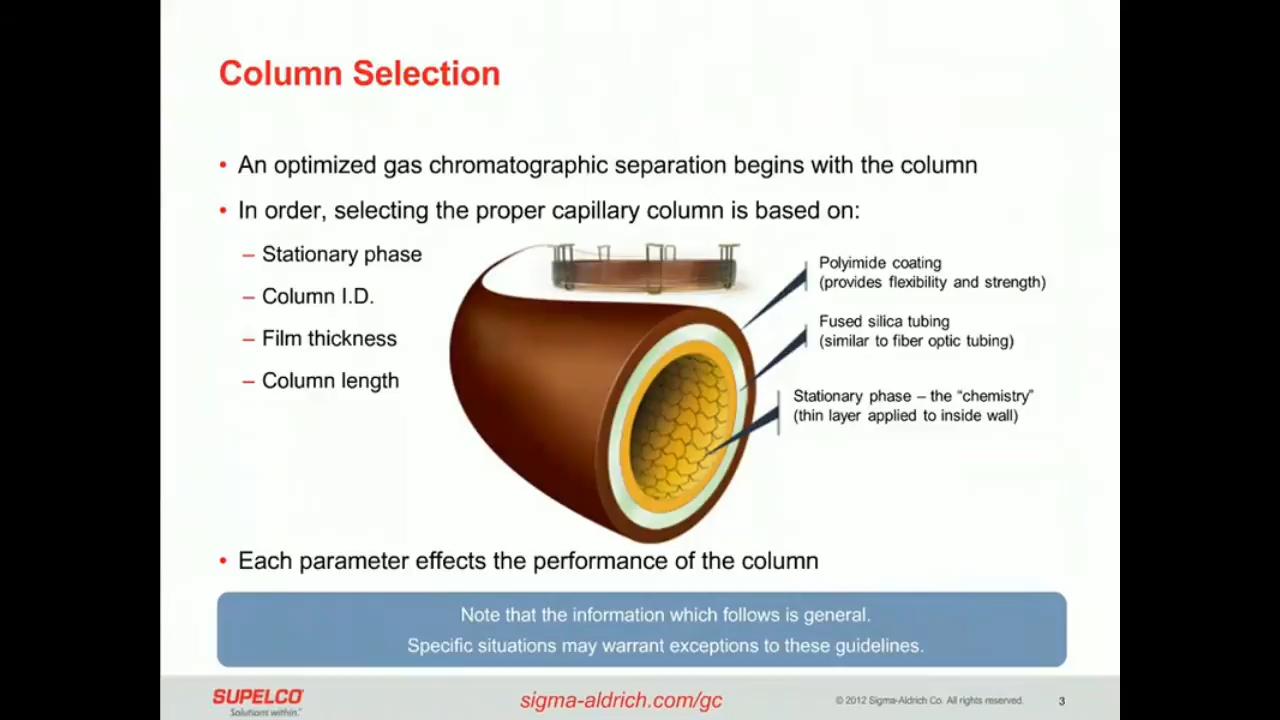 Column Selection
• An optimized gas chromatographic separation begins with the column
• In order, selecting the proper capillary column is based on:
– Stationary phase
– Column I.D.
– Film thickness
– Column length
Polyimide coating
(provides flexibility and strength)
Fused silica tubing
(similar to fiber optic tubing)
Stationary phase – the “chemistry”
(thin layer applied to inside wall)
• Each parameter effects the performance of the column
Note that the information which follows is general.
Specific situations may warrant exceptions to these guidelines.
SUPELCO
Solutions within.™
sigma-aldrich.com/gc
© 2012 Sigma-Aldrich Co. All rights reserved.
3